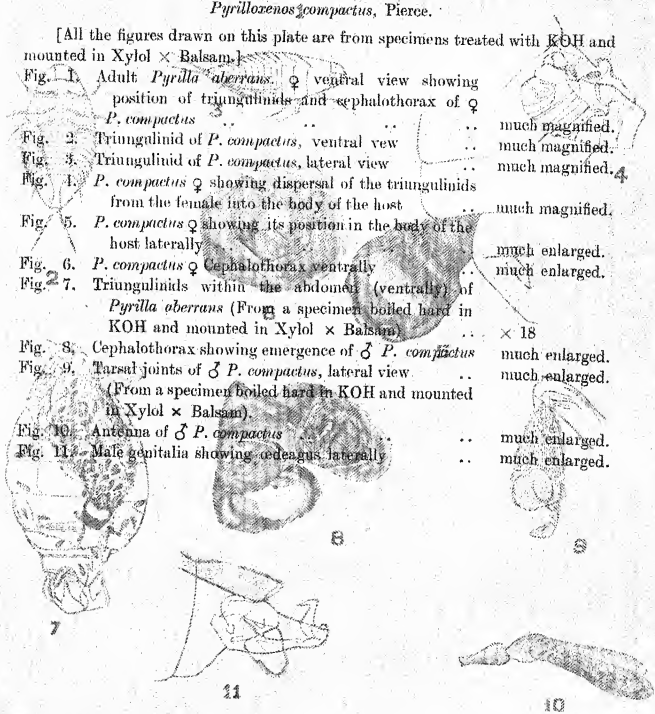 Pyrilloxenos compactus, Pierce.
[All the figures drawn on this plate are from specimens treated with KOH and
mounted in Xylol × Balsam.]
Fig. 1. Adult Pyrilla aberrans. ♀ ventral view showing
position of triungulinids and cephalothorax of ♀
P. compactus .. .. .. .. much magnified.
Fig. 2. Triungulinid of P. compactus, ventral vew .. much magnified.
Fig. 3. Triungulinid of P. compactus, lateral view .. much magnified.
Fig. 4. P. compactus ♀ showing dispersal of the triungulinids
from the female into the body of the host .. much magnified.
Fig. 5. P. compactus ♀ showing its position in the body of the
host laterally .. .. .. .. much enlarged.
Fig. 6. P. compactus ♀ Cephalothorax ventrally .. much enlarged.
Fig. 7. Triungulinids within the abdomen (ventrally) of
Pyrilla aberrans (From a specimen boiled hard in
KOH and mounted in Xylol × Balsam) .. × 18
Fig. 8. Cephalothorax showing emergence of ♂ P. compactus much enlarged.
Fig. 9. Tarsal joints of ♂ P. compactus, lateral view .. much enlarged.
(From a specimen boiled hard in KOH and mounted
in Xylol × Balsam).
Fig. 10. Antenna of ♂ P. compactus .. .. .. much enlarged.
Fig. 11. Male genitalia showing œdeagus laterally .. much enlarged.
4
2
3
8
9
7
11
10